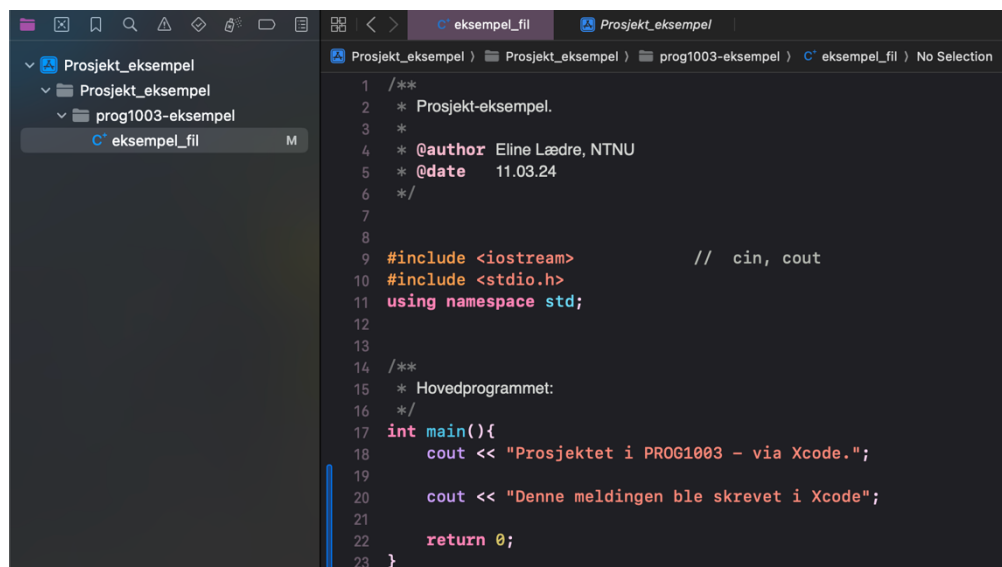 eksempel_fil
Prosjekt_eksempel
Prosjekt_eksempel
Prosjekt_eksempel
prog1003-eksempel
eksempel_fil M
Prosjekt_eksempel 〉 Prosjekt_eksempel 〉 prog1003-eksempel 〉 eksempel_fil 〉 No Selection
1 /**
2 * Prosjekt-eksempel.
3 *
4 * @author Eline Lædre, NTNU
5 * @date 11.03.24
6 */
7
8
9 #include <iostream> // cin, cout
10 #include <stdio.h>
11 using namespace std;
12
13
14 /**
15 * Hovedprogrammet:
16 */
17 int main(){
18 cout << "Prosjektet i PROG1003 – via Xcode.";
19
20 cout << "Denne meldingen ble skrevet i Xcode";
21
22 return 0;
23 }